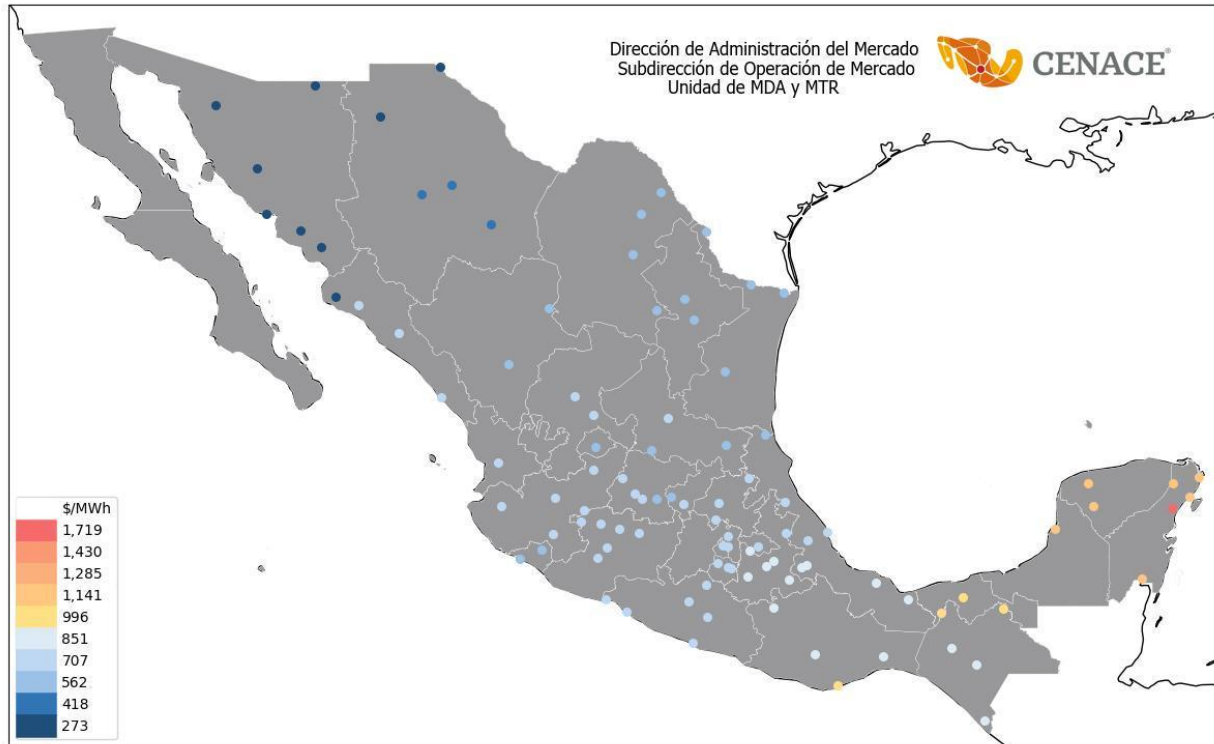 Dirección de Administración del Mercado
Subdirección de Operación de Mercado
Unidad de MDA y MTR
CENACE®
$/MWh
1,719
1,430
1,285
1,141
996
851
707
562
418
273